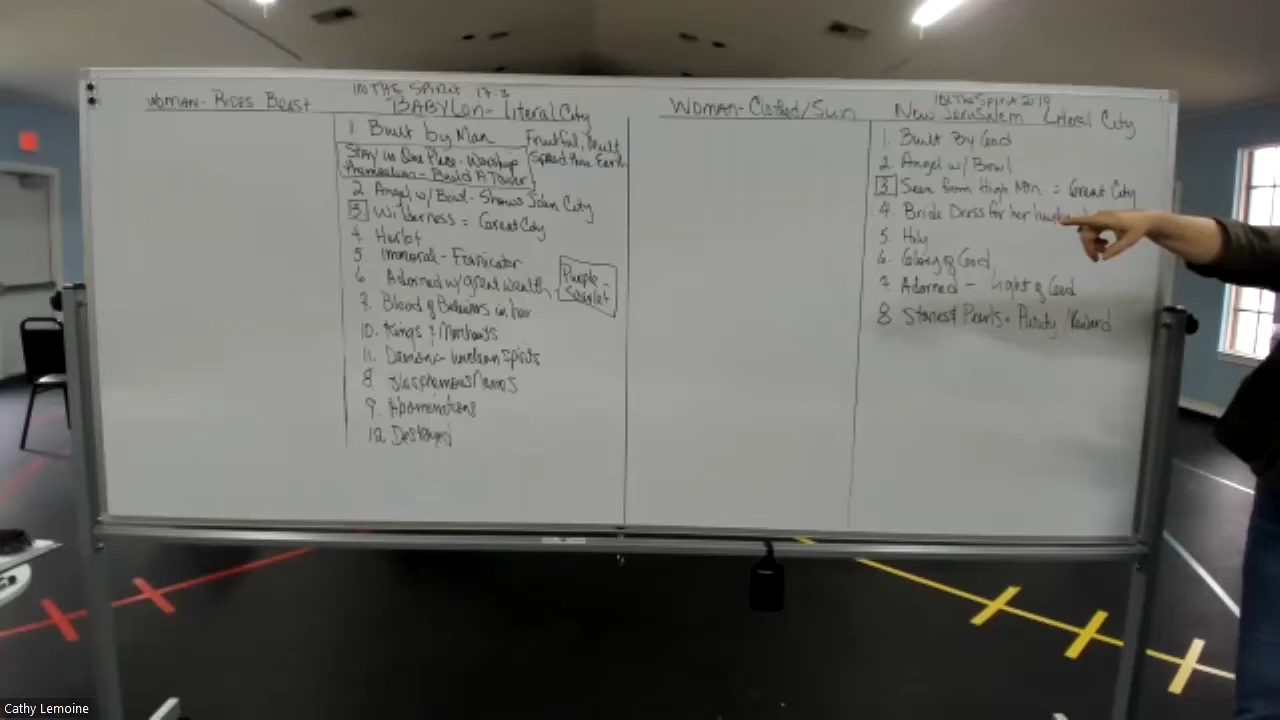 WOMAN - RIDES BEAST
IN THE SPIRIT 17:3
BABYLON - Literal City
1 Built by Man
Fruitful, Mult
Spread thru Earth
Stay in One Place - Worship
Themselves - Build A Tower
2. Angel w/ Bowl - Shows John City
3 Wilderness = Great City
4. Harlot
5. Immoral - Fornicator
6 Adorned w/ great wealth
Purple -
Scarlet
7. Blood of Believers in her
10. Kings & Merchants
11. Demons - unclean spirits
8. Blasphemous Names
9. Abominations
12 Destroyed
WOMAN - Clothed/Sun
IN The Spirit 21:10
New Jerusalem Literal City
1. Built By God
2. Angel w/ Bowl
3 Seen from High Mtn = Great City
4. Bride Dress for her
5. Holy
6. Glory of God
7 Adorned - Light of God
8 Stones & Pearls = Purity / Reward
Cathy Lemoine